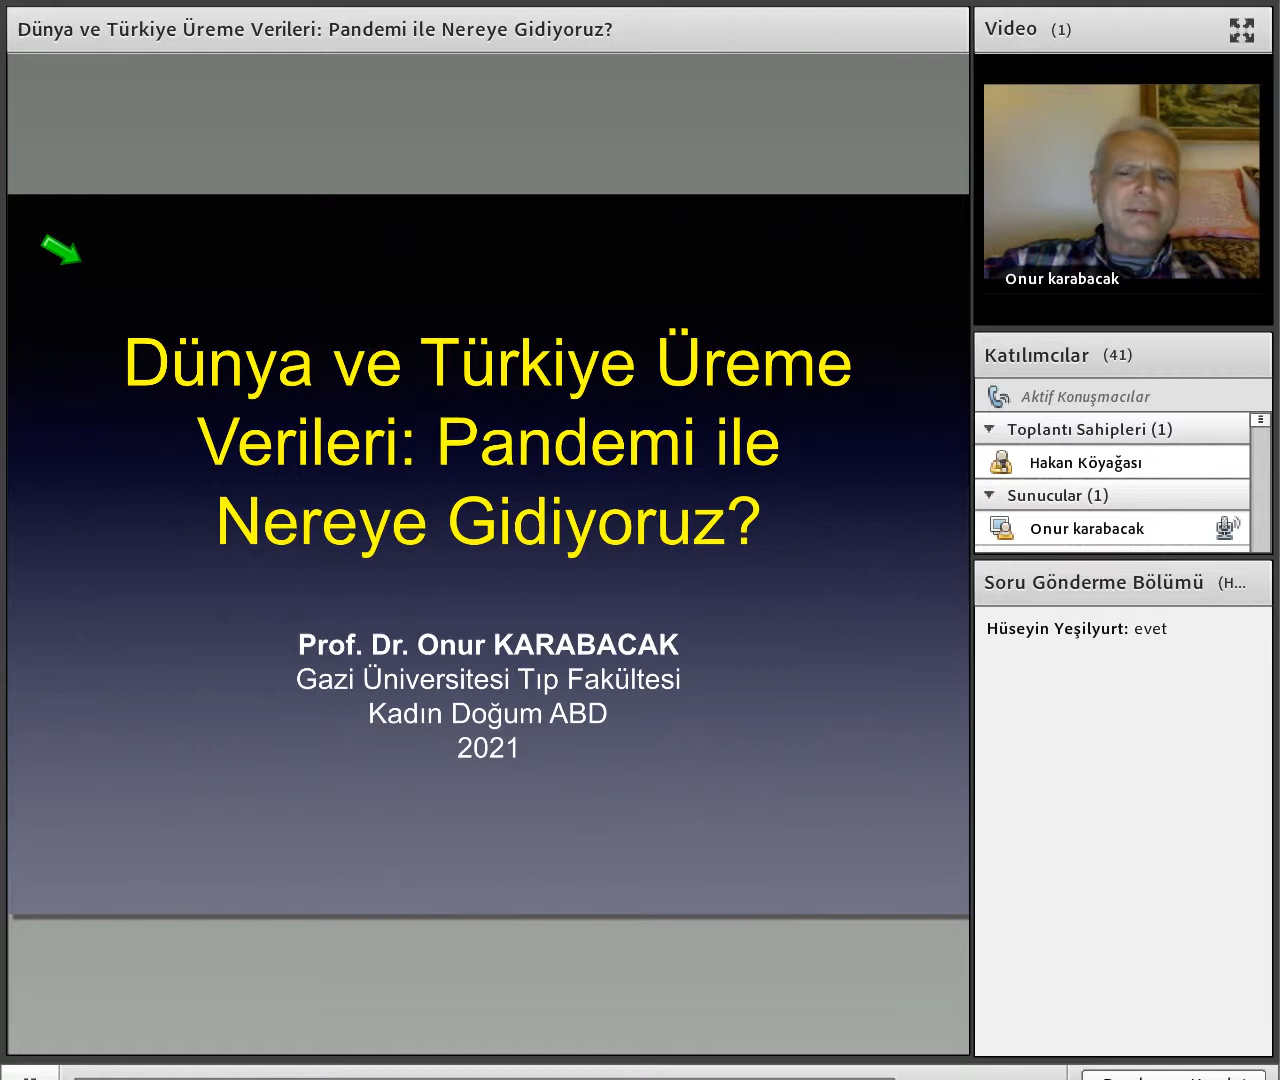 Dünya ve Türkiye Üreme Verileri: Pandemi ile Nereye Gidiyoruz?
Dünya ve Türkiye Üreme
Verileri: Pandemi ile
Nereye Gidiyoruz?
Prof. Dr. Onur KARABACAK
Gazi Üniversitesi Tıp Fakültesi
Kadın Doğum ABD
2021
Video (1)
Onur karabacak
Katılımcılar (41)
Aktif Konuşmacılar
Toplantı Sahipleri (1)
Hakan Köyağası
Sunucular (1)
Onur karabacak
Soru Gönderme Bölümü (H...
Hüseyin Yeşilyurt: evet